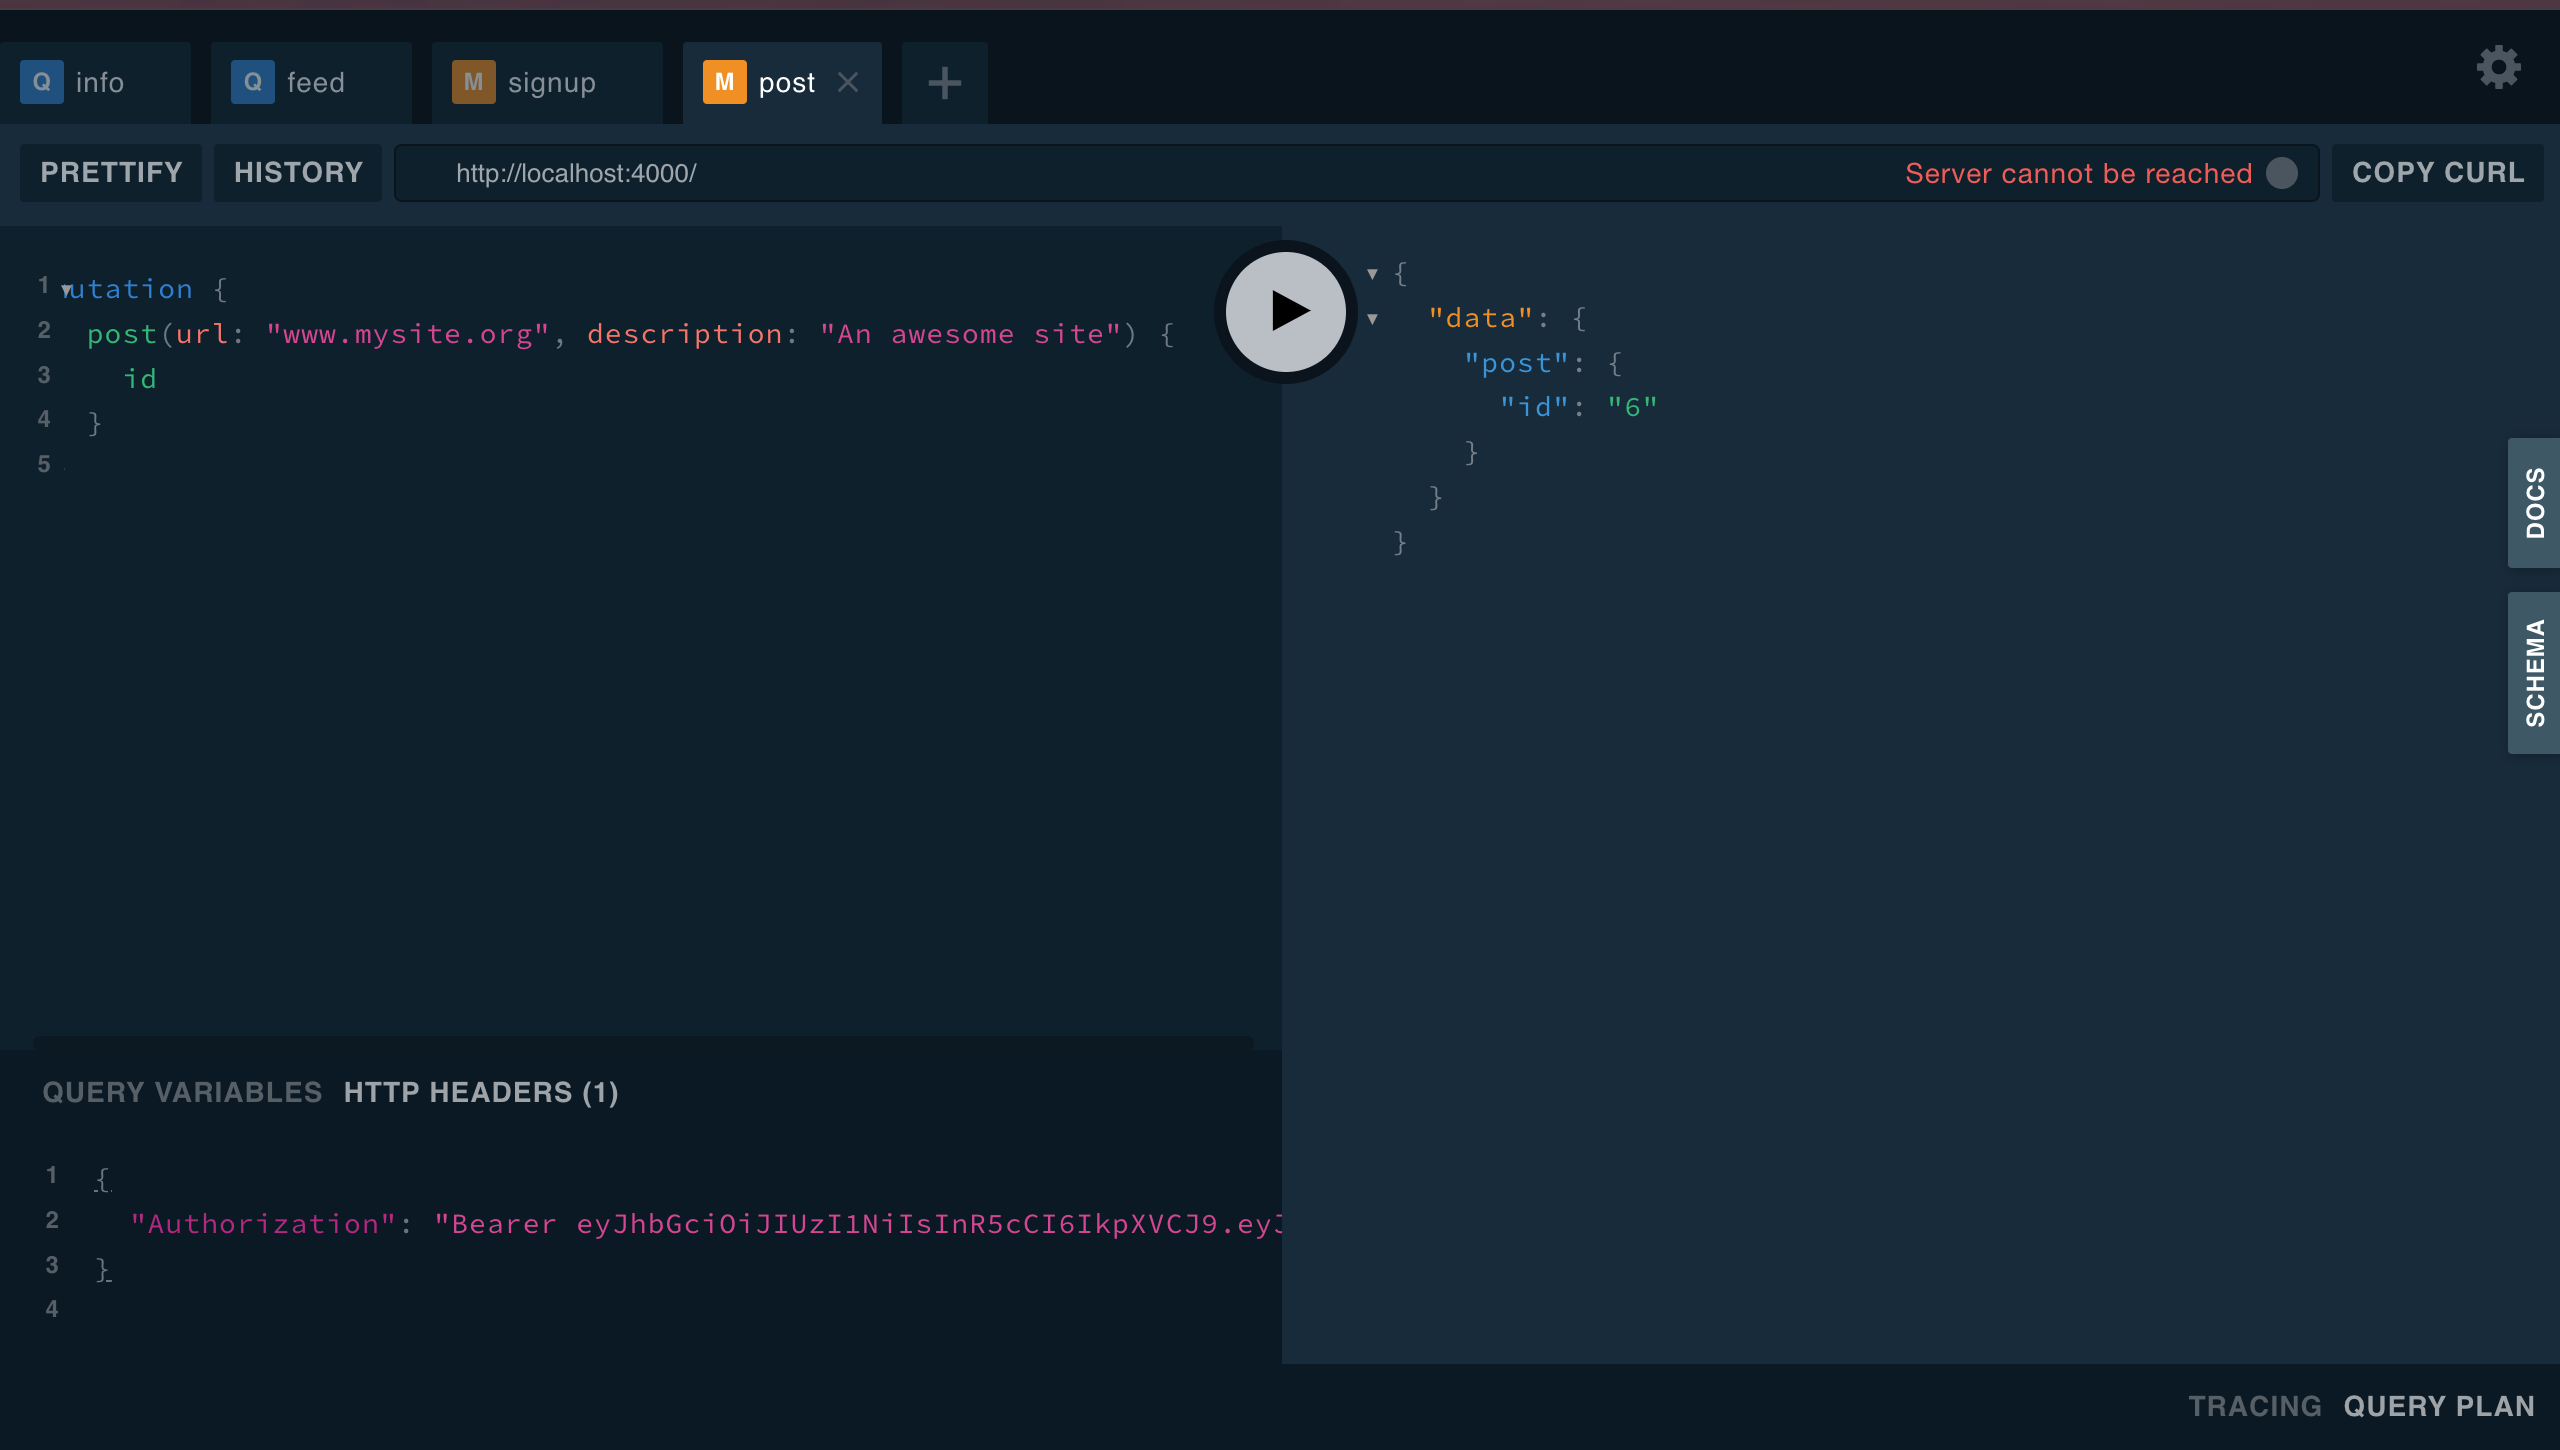 Q info Q feed M signup M post
PRETTIFY HISTORY http://localhost:4000/ Server cannot be reached COPY CURL
1 utation {
2 post(url: "www.mysite.org", description: "An awesome site") {
3 id
4 }
5
{
"data": {
"post": {
"id": "6"
}
}
}
DOCS
SCHEMA
QUERY VARIABLES HTTP HEADERS (1)
1 {
2 "Authorization": "Bearer eyJhbGciOiJIUzI1NiIsInR5cCI6IkpXVCJ9.eyJ
3 }
4
TRACING QUERY PLAN